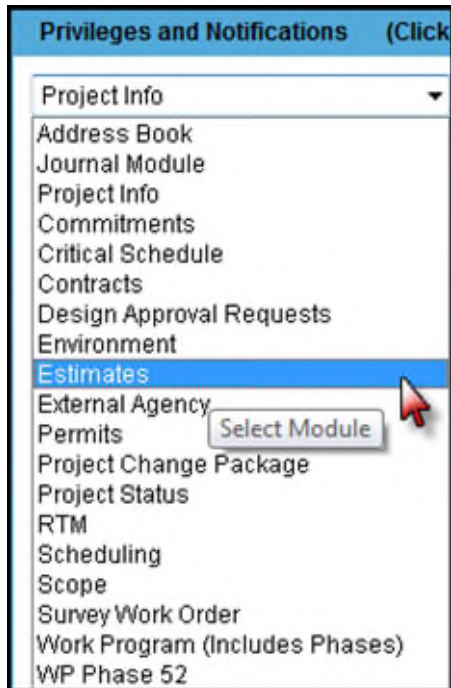 Privileges and Notifications (Click
Project Info
Address Book
Journal Module
Project Info
Commitments
Critical Schedule
Contracts
Design Approval Requests
Environment
Estimates
External Agency
Select Module
Permits
Project Change Package
Project Status
RTM
Scheduling
Scope
Survey Work Order
Work Program (Includes Phases)
WP Phase 52